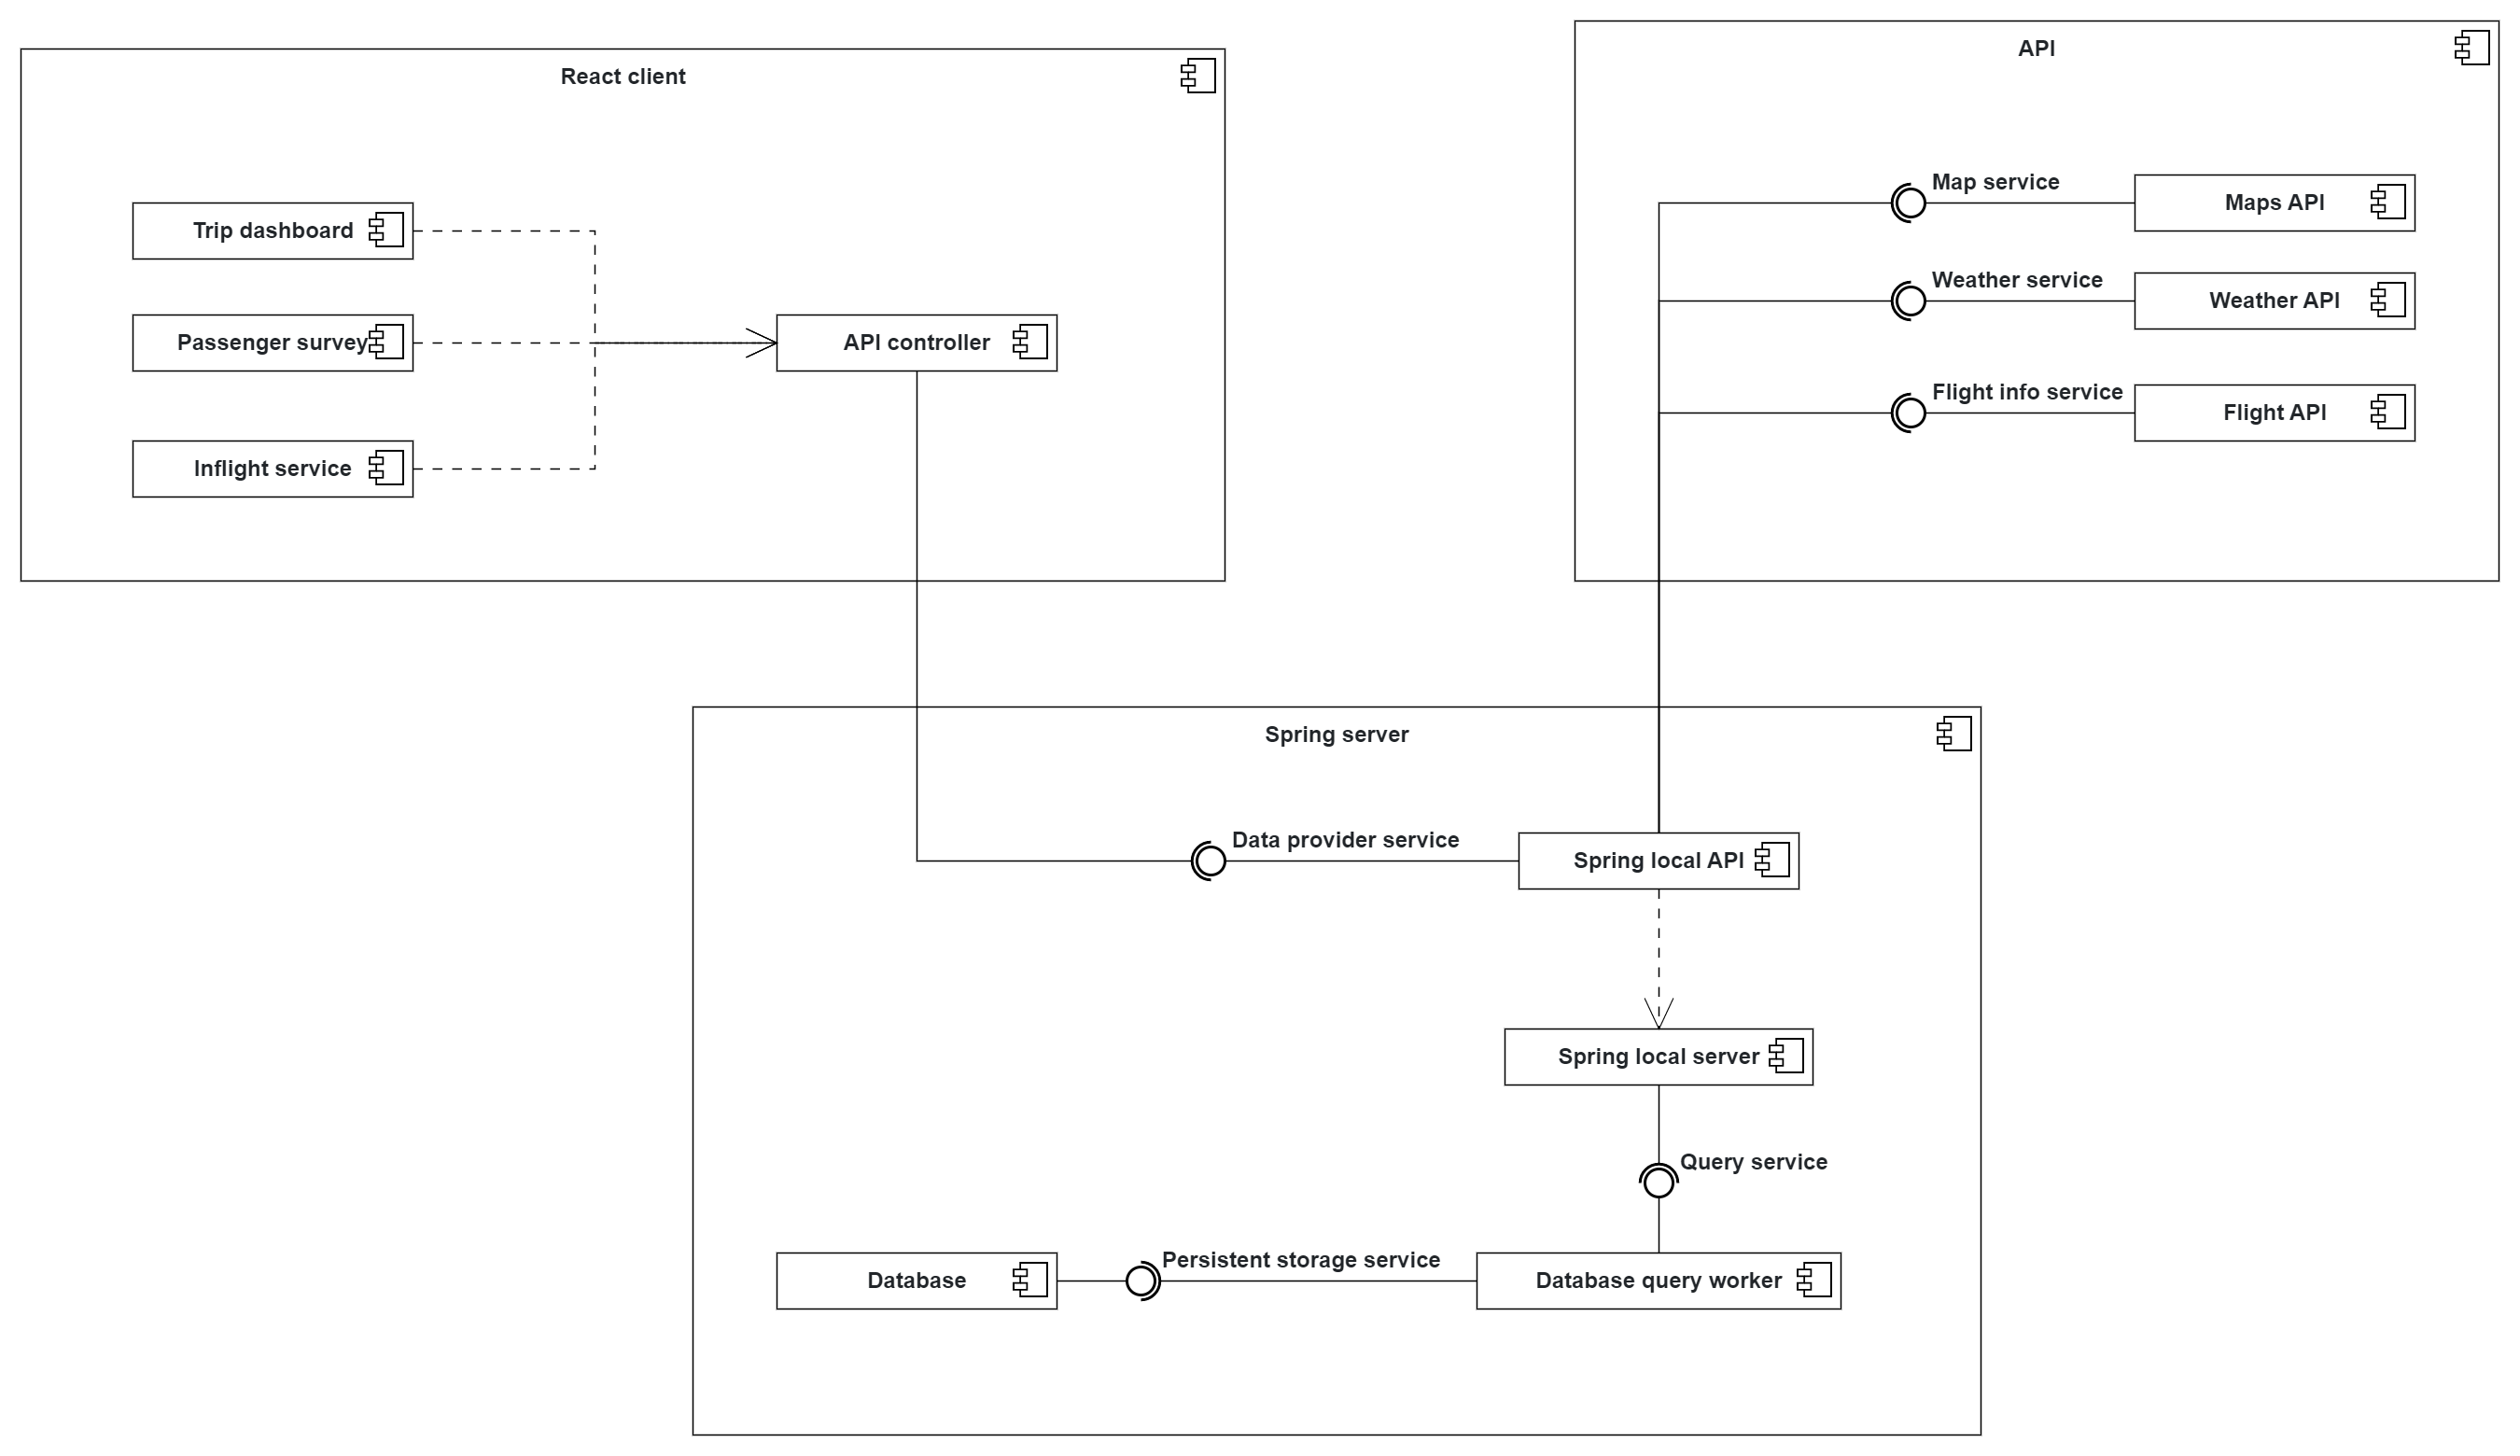 React client
Trip dashboard
Passenger survey
Inflight service
API controller
API
Map service
Maps API
Weather service
Weather API
Flight info service
Flight API
Spring server
Data provider service
Spring local API
Spring local server
Query service
Database
Persistent storage service
Database query worker